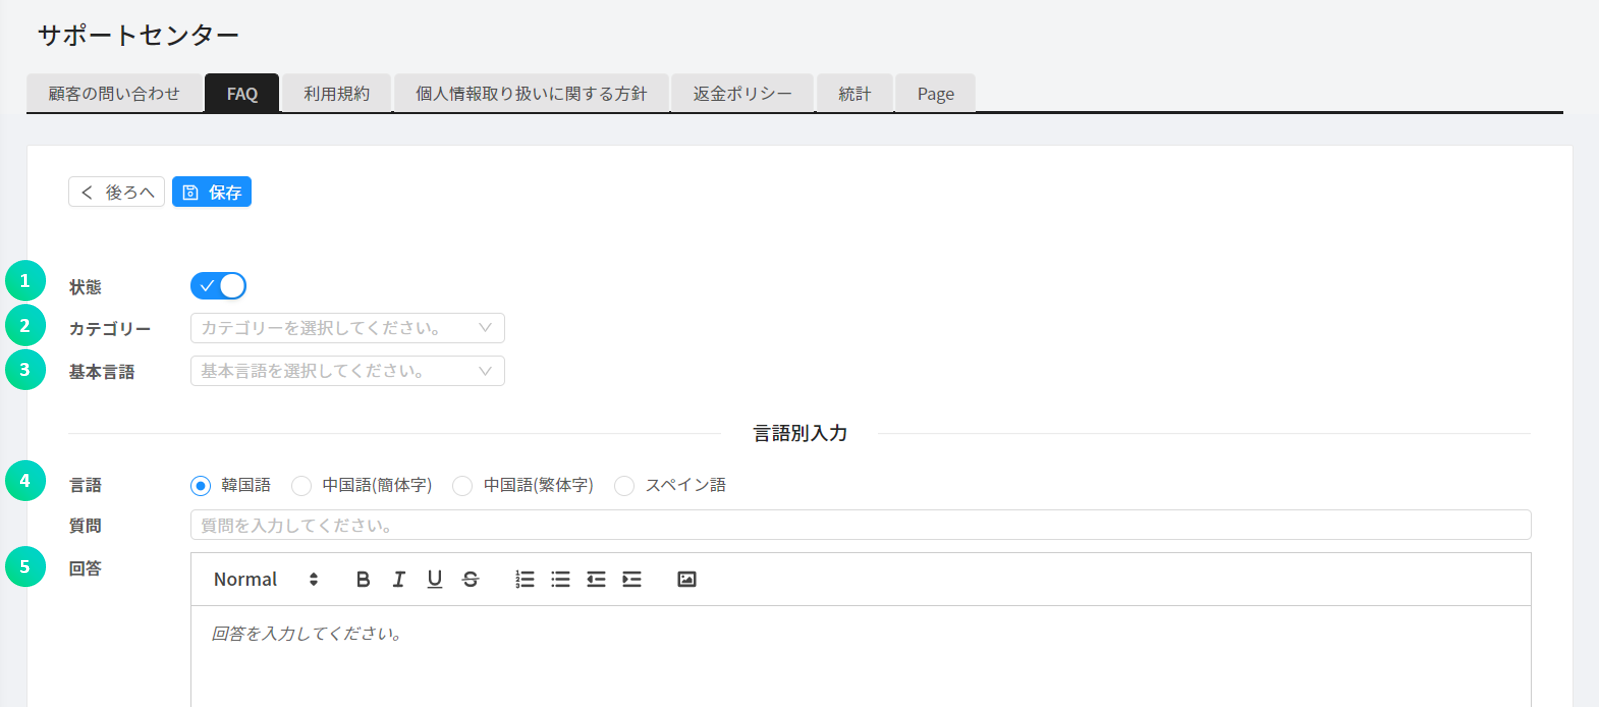 サポートセンター
顧客の問い合わせ FAQ 利用規約 個人情報取り扱いに関する方針 返金ポリシー 統計 Page
後ろへ 保存
1 状態
2 カテゴリー カテゴリーを選択してください。
3 基本言語 基本言語を選択してください。
言語別入力
4 言語 韓国語 中国語(簡体字) 中国語(繁体字) スペイン語
質問 質問を入力してください。
5 回答 Normal B I U S
回答を入力してください。